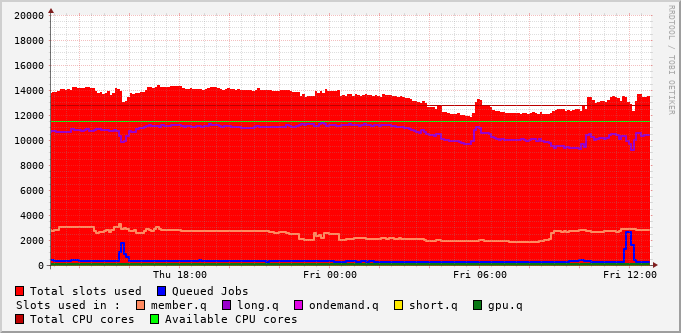 20000
18000
16000
14000
12000
10000
8000
6000
4000
2000
0
Thu 18:00 Fri 00:00 Fri 06:00 Fri 12:00
RRDTOOL / TOBI OETIKER
Total slots used Queued Jobs
Slots used in : member.q long.q ondemand.q short.q gpu.q
Total CPU cores Available CPU cores